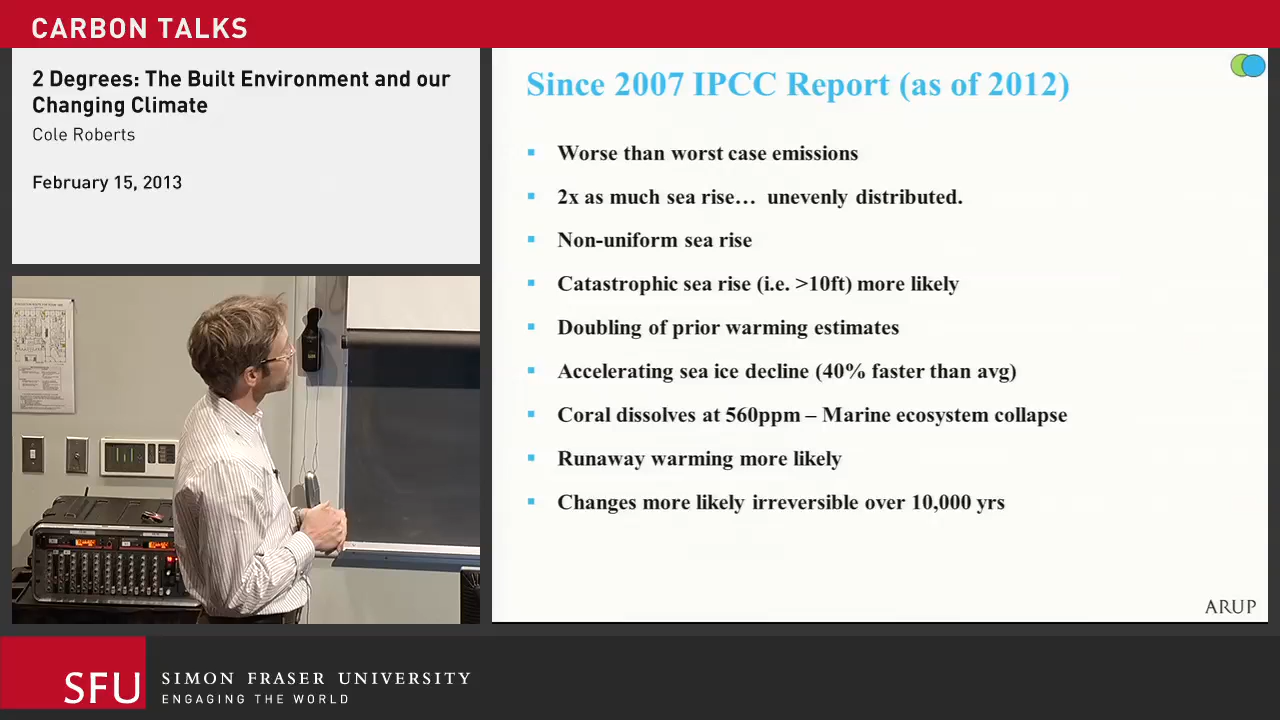 CARBON TALKS
2 Degrees: The Built Environment and our
Changing Climate
Cole Roberts
February 15, 2013
Since 2007 IPCC Report (as of 2012)
Worse than worst case emissions
2x as much sea rise… unevenly distributed.
Non-uniform sea rise
Catastrophic sea rise (i.e. >10ft) more likely
Doubling of prior warming estimates
Accelerating sea ice decline (40% faster than avg)
Coral dissolves at 560ppm – Marine ecosystem collapse
Runaway warming more likely
Changes more likely irreversible over 10,000 yrs
ARUP
SFU
SIMON FRASER UNIVERSITY
ENGAGING THE WORLD